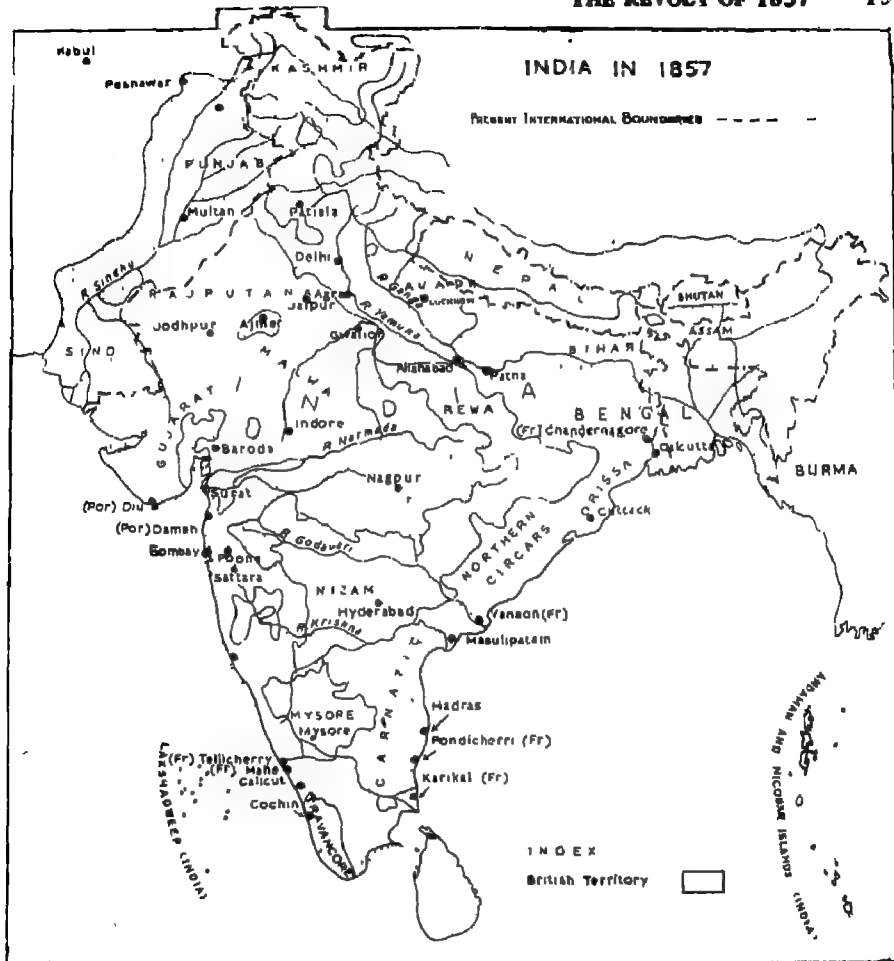 THE REVOLT OF 1857
INDIA IN 1857
PRESENT INTERNATIONAL BOUNDARIES
Kabul
Peshawar
KASHMIR
PUNJAB
Multan
Patiala
Delhi
R Sindhu
RAJPUTANA
Agra
Jaipur
Jodhpur
Ajmer
SIND
R Ganga
AVADH
LUCKNOW
NEPAL
BHUTAN
ASSAM
R Yamuna
Gwalior
Allahabad
BIHAR
Patna
MALWA
GUJARAT
INDIA
REWA
BENGAL
Indore
(Fr) Chandernagore
Calcutta
R Narmada
Baroda
BURMA
Surat
Nagpur
(Por) Diu
(Por) Daman
ORISSA
Cuttack
Bombay
Poona
R Godavari
NORTHERN
CIRCARS
Sattara
NIZAM
Hyderabad
Yanaon (Fr)
R Krishna
Masulipatam
CARNATIC
MYSORE
Mysore
Madras
Pondicherri (Fr)
(Fr) Tellicherry
(Fr) Mahe
Calicut
Karikal (Fr)
Cochin
TRAVANCORE
LAKSHADWEEP (INDIA)
ANDAMAN AND NICOBAR ISLANDS (INDIA)
INDEX
British Territory